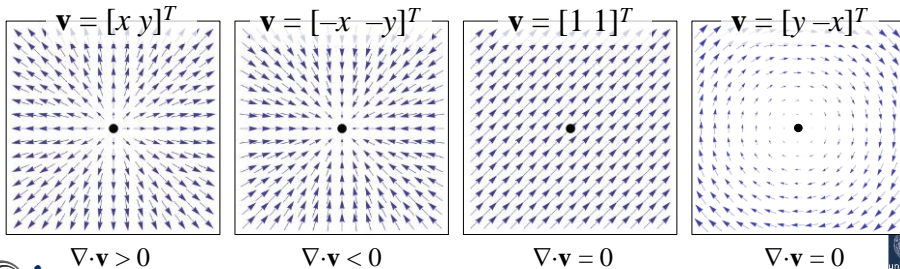 v = [x y]ᵀ v = [–x –y]ᵀ v = [1 1]ᵀ v = [y –x]ᵀ
∇·v > 0 ∇·v < 0 ∇·v = 0 ∇·v = 0